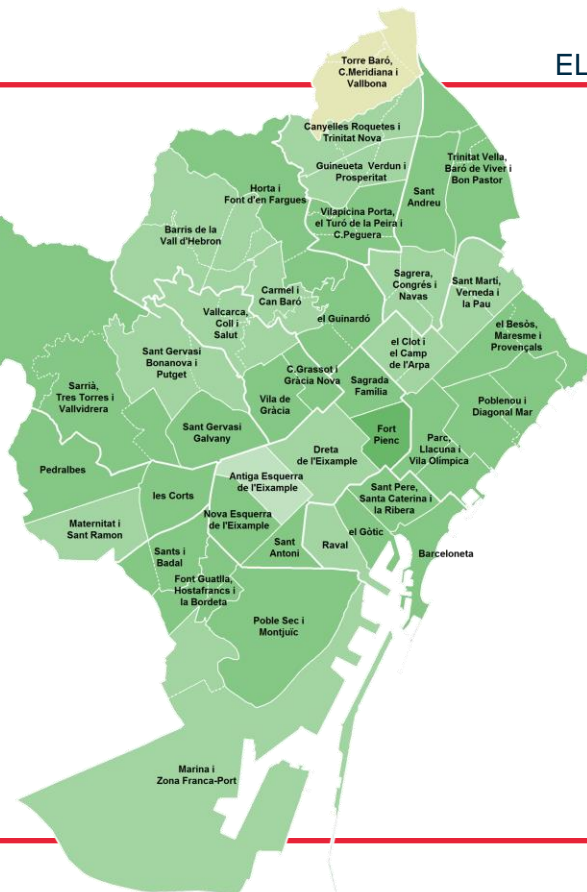 EL
Torre Baró,
C.Meridiana i
Vallbona
Canyelles Roquetes i
Trinitat Nova
Guineueta Verdun i
Prosperitat
Trinitat Vella,
Baró de Viver i
Bon Pastor
Sant
Andreu
Horta i
Font d'en Fargues
Vilapicina Porta,
el Turó de la Peira i
C.Peguera
Barris de la
Vall d'Hebron
Sagrera,
Congrés i
Navas
Sant Martí,
Verneda i
la Pau
Carmel i
Can Baró
Vallcarca,
Coll i
Salut
el Guinardó
el Besòs,
Maresme i
Provençals
el Clot i
el Camp
de l'Arpa
Sant Gervasi
Bonanova i
Putget
Sarrià,
Tres Torres i
Vallvidrera
C.Grassot i
Gràcia Nova
Sagrada
Família
Vila de
Gràcia
Poblenou i
Diagonal Mar
Sant Gervasi
Galvany
Fort
Pienc
Parc,
Llacuna i
Vila Olímpica
Dreta
de l'Eixample
Pedralbes
Antiga Esquerra
de l'Eixample
les Corts
Sant Pere,
Santa Caterina i
la Ribera
Nova Esquerra
de l'Eixample
Maternitat i
Sant Ramon
Sant
Antoni
Raval
el Gòtic
Barceloneta
Sants i
Badal
Font Guatlla,
Hostafrancs i
la Bordeta
Poble Sec i
Montjuïc
Marina i
Zona Franca-Port